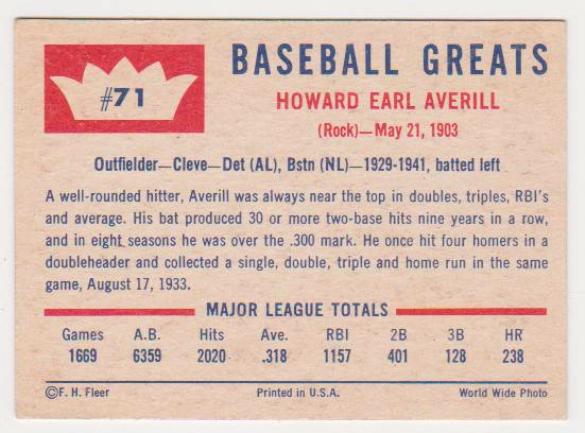 #71
BASEBALL GREATS
HOWARD EARL AVERILL
(Rock)—May 21, 1903
Outfielder—Cleve—Det (AL), Bstn (NL)—1929-1941, batted left
A well-rounded hitter, Averill was always near the top in doubles, triples, RBI's
and average. His bat produced 30 or more two-base hits nine years in a row,
and in eight seasons he was over the .300 mark. He once hit four homers in a
doubleheader and collected a single, double, triple and home run in the same
game, August 17, 1933.
MAJOR LEAGUE TOTALS
Games A.B. Hits Ave. RBI 2B 3B HR
1669 6359 2020 .318 1157 401 128 238
©F. H. Fleer Printed in U.S.A. World Wide Photo